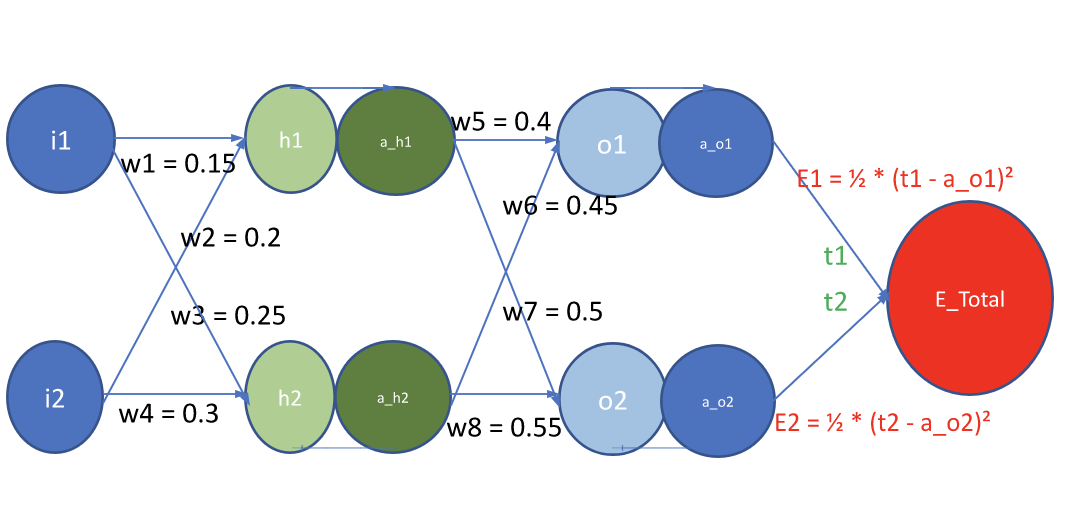 i1
h1
a_h1
w5 = 0.4
o1
a_o1
w1 = 0.15
E1 = ½ * (t1 - a_o1)²
w6 = 0.45
w2 = 0.2
t1
t2
E_Total
w3 = 0.25
w7 = 0.5
i2
h2
a_h2
o2
a_o2
w4 = 0.3
w8 = 0.55
E2 = ½ * (t2 - a_o2)²